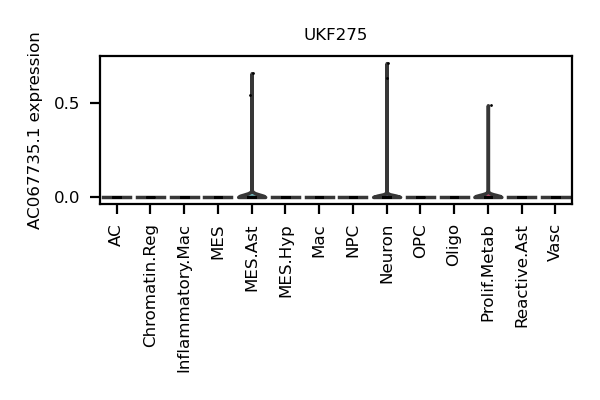 UKF275
AC067735.1 expression
0.5
0.0
AC
Chromatin.Reg
Inflammatory.Mac
MES
MES.Ast
MES.Hyp
Mac
NPC
Neuron
OPC
Oligo
Prolif.Metab
Reactive.Ast
Vasc